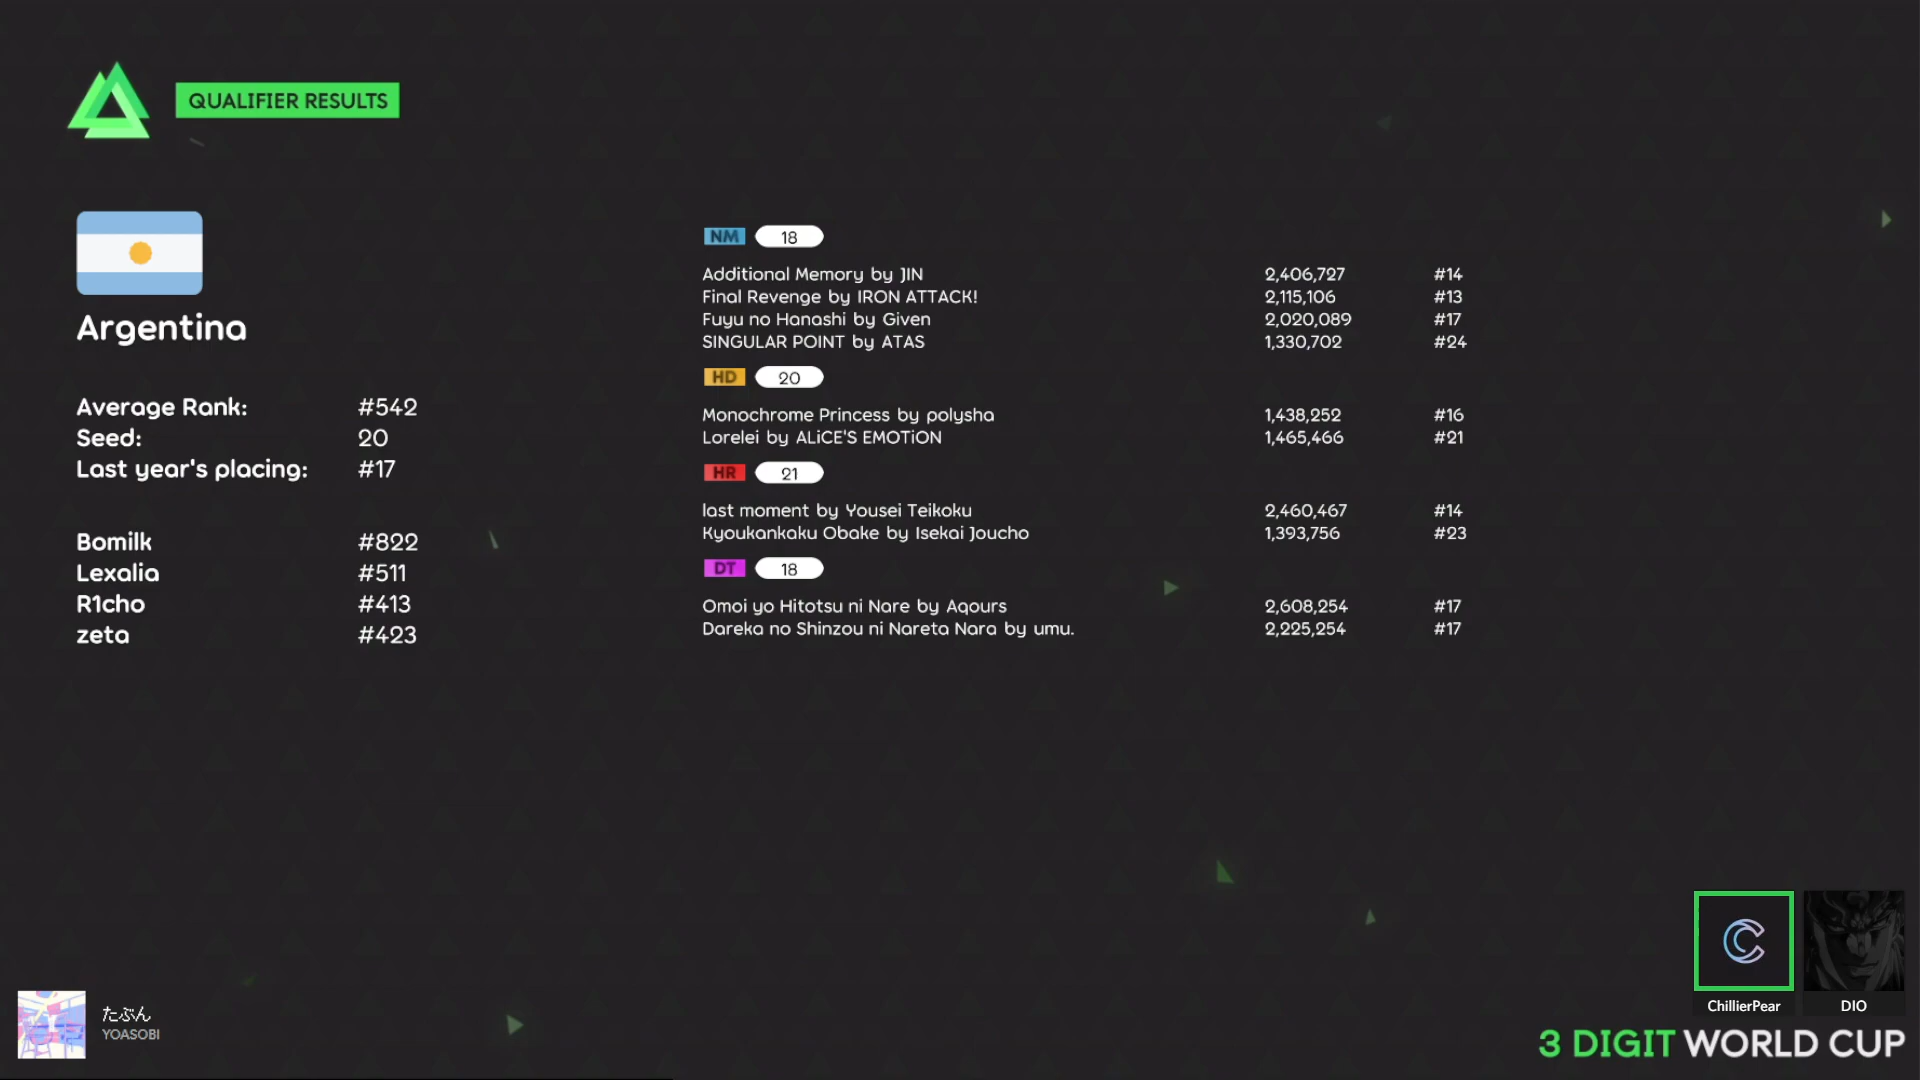 QUALIFIER RESULTS
Argentina
Average Rank: #542
Seed: 20
Last year's placing: #17
Bomilk #822
Lexalia #511
R1cho #413
zeta #423
NM 18
Additional Memory by JIN 2,406,727 #14
Final Revenge by IRON ATTACK! 2,115,106 #13
Fuyu no Hanashi by Given 2,020,089 #17
SINGULAR POINT by ATAS 1,330,702 #24
HD 20
Monochrome Princess by polysha 1,438,252 #16
Lorelei by ALiCE'S EMOTiON 1,465,466 #21
HR 21
last moment by Yousei Teikoku 2,460,467 #14
Kyoukankaku Obake by Isekai Joucho 1,393,756 #23
DT 18
Omoi yo Hitotsu ni Nare by Aqours 2,608,254 #17
Dareka no Shinzou ni Nareta Nara by umu. 2,225,254 #17
たぶん
YOASOBI
ChillierPear DIO
3 DIGIT WORLD CUP